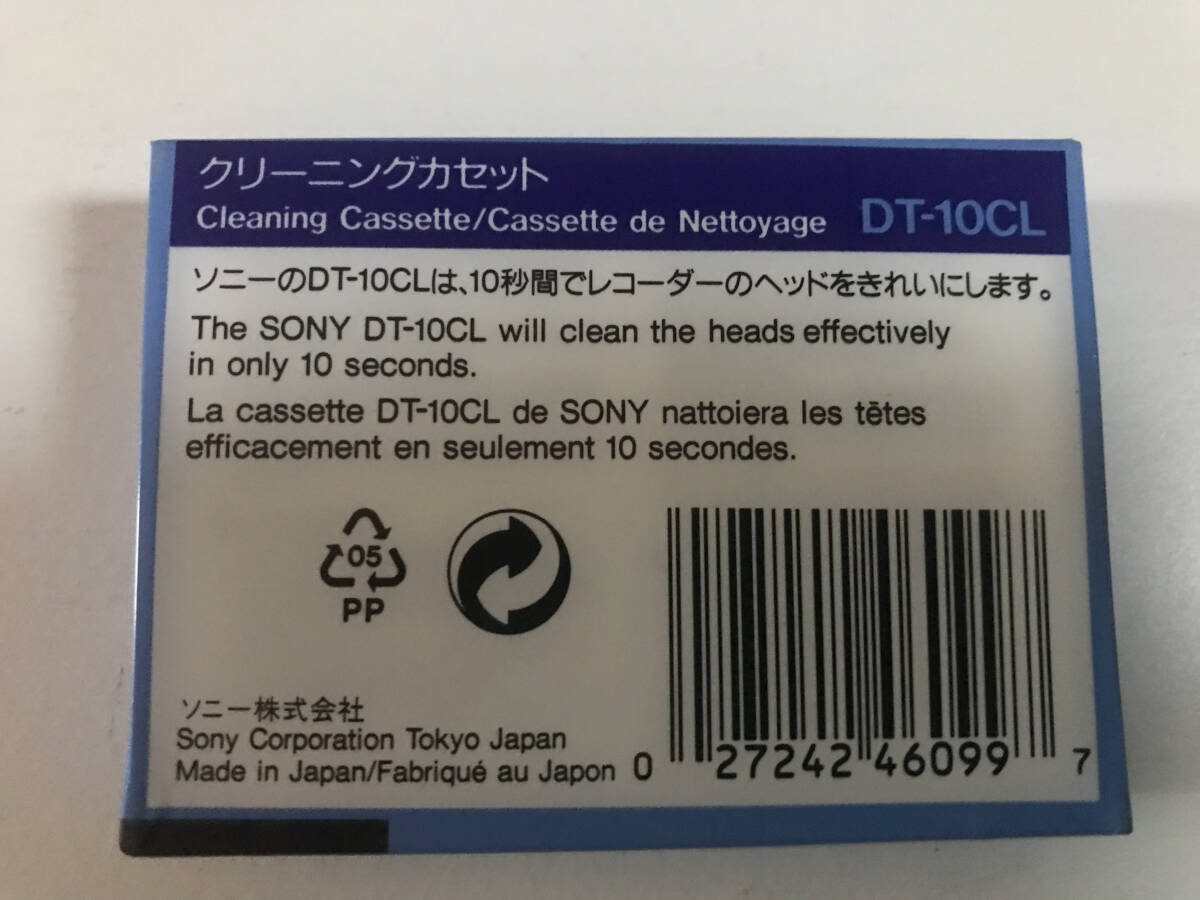 クリーニングカセット
Cleaning Cassette/Cassette de Nettoyage DT-10CL
ソニーのDT-10CLは、10秒間でレコーダーのヘッドをきれいにします。
The SONY DT-10CL will clean the heads effectively
in only 10 seconds.
La cassette DT-10CL de SONY nattoiera les tētes
efficacement en seulement 10 secondes.
05
PP
ソニー株式会社
Sony Corporation Tokyo Japan
Made in Japan/Fabriqué au Japon
0 27242 46099 7